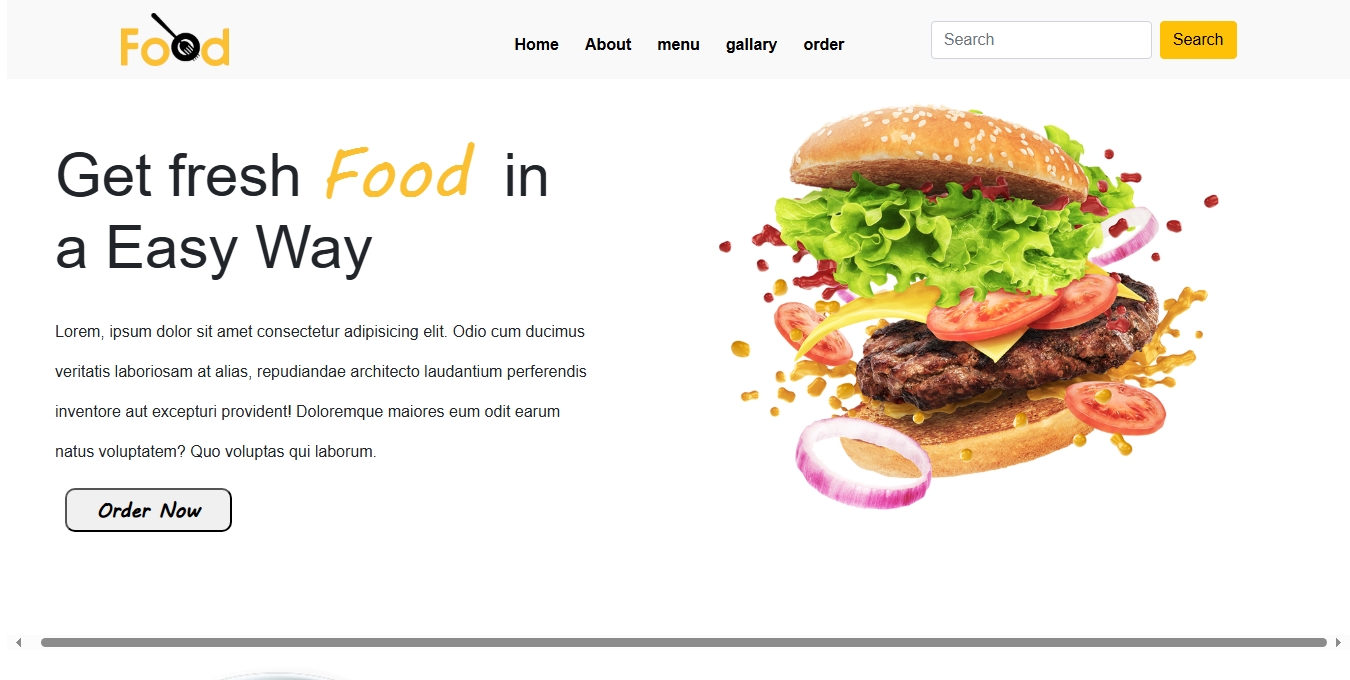 Food
Home About menu gallary order
Search Search
Get fresh Food in
a Easy Way
Lorem, ipsum dolor sit amet consectetur adipisicing elit. Odio cum ducimus
veritatis laboriosam at alias, repudiandae architecto laudantium perferendis
inventore aut excepturi provident! Doloremque maiores eum odit earum
natus voluptatem? Quo voluptas qui laborum.
Order Now